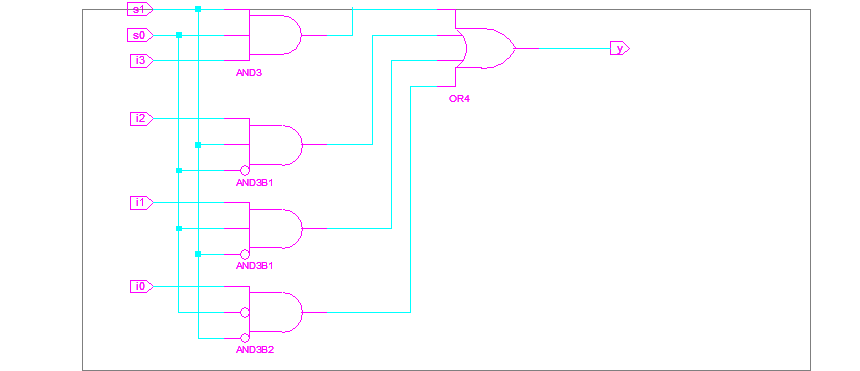 s1
s0
i3
AND3
y
OR4
i2
AND3B1
i1
AND3B1
i0
AND3B2